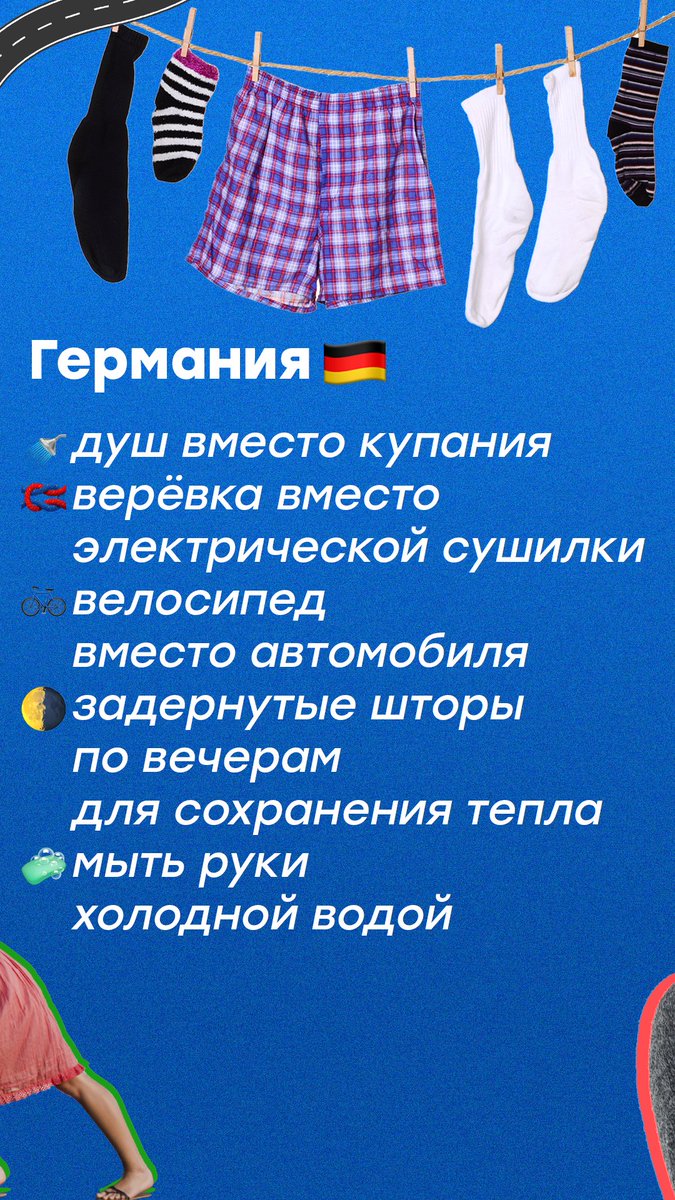 Германия 🇩🇪
🚿душ вместо купания
🪢верёвка вместо
электрической сушилки
🚲велосипед
вместо автомобиля
🌗задернутые шторы
по вечерам
для сохранения тепла
🧼мыть руки
холодной водой